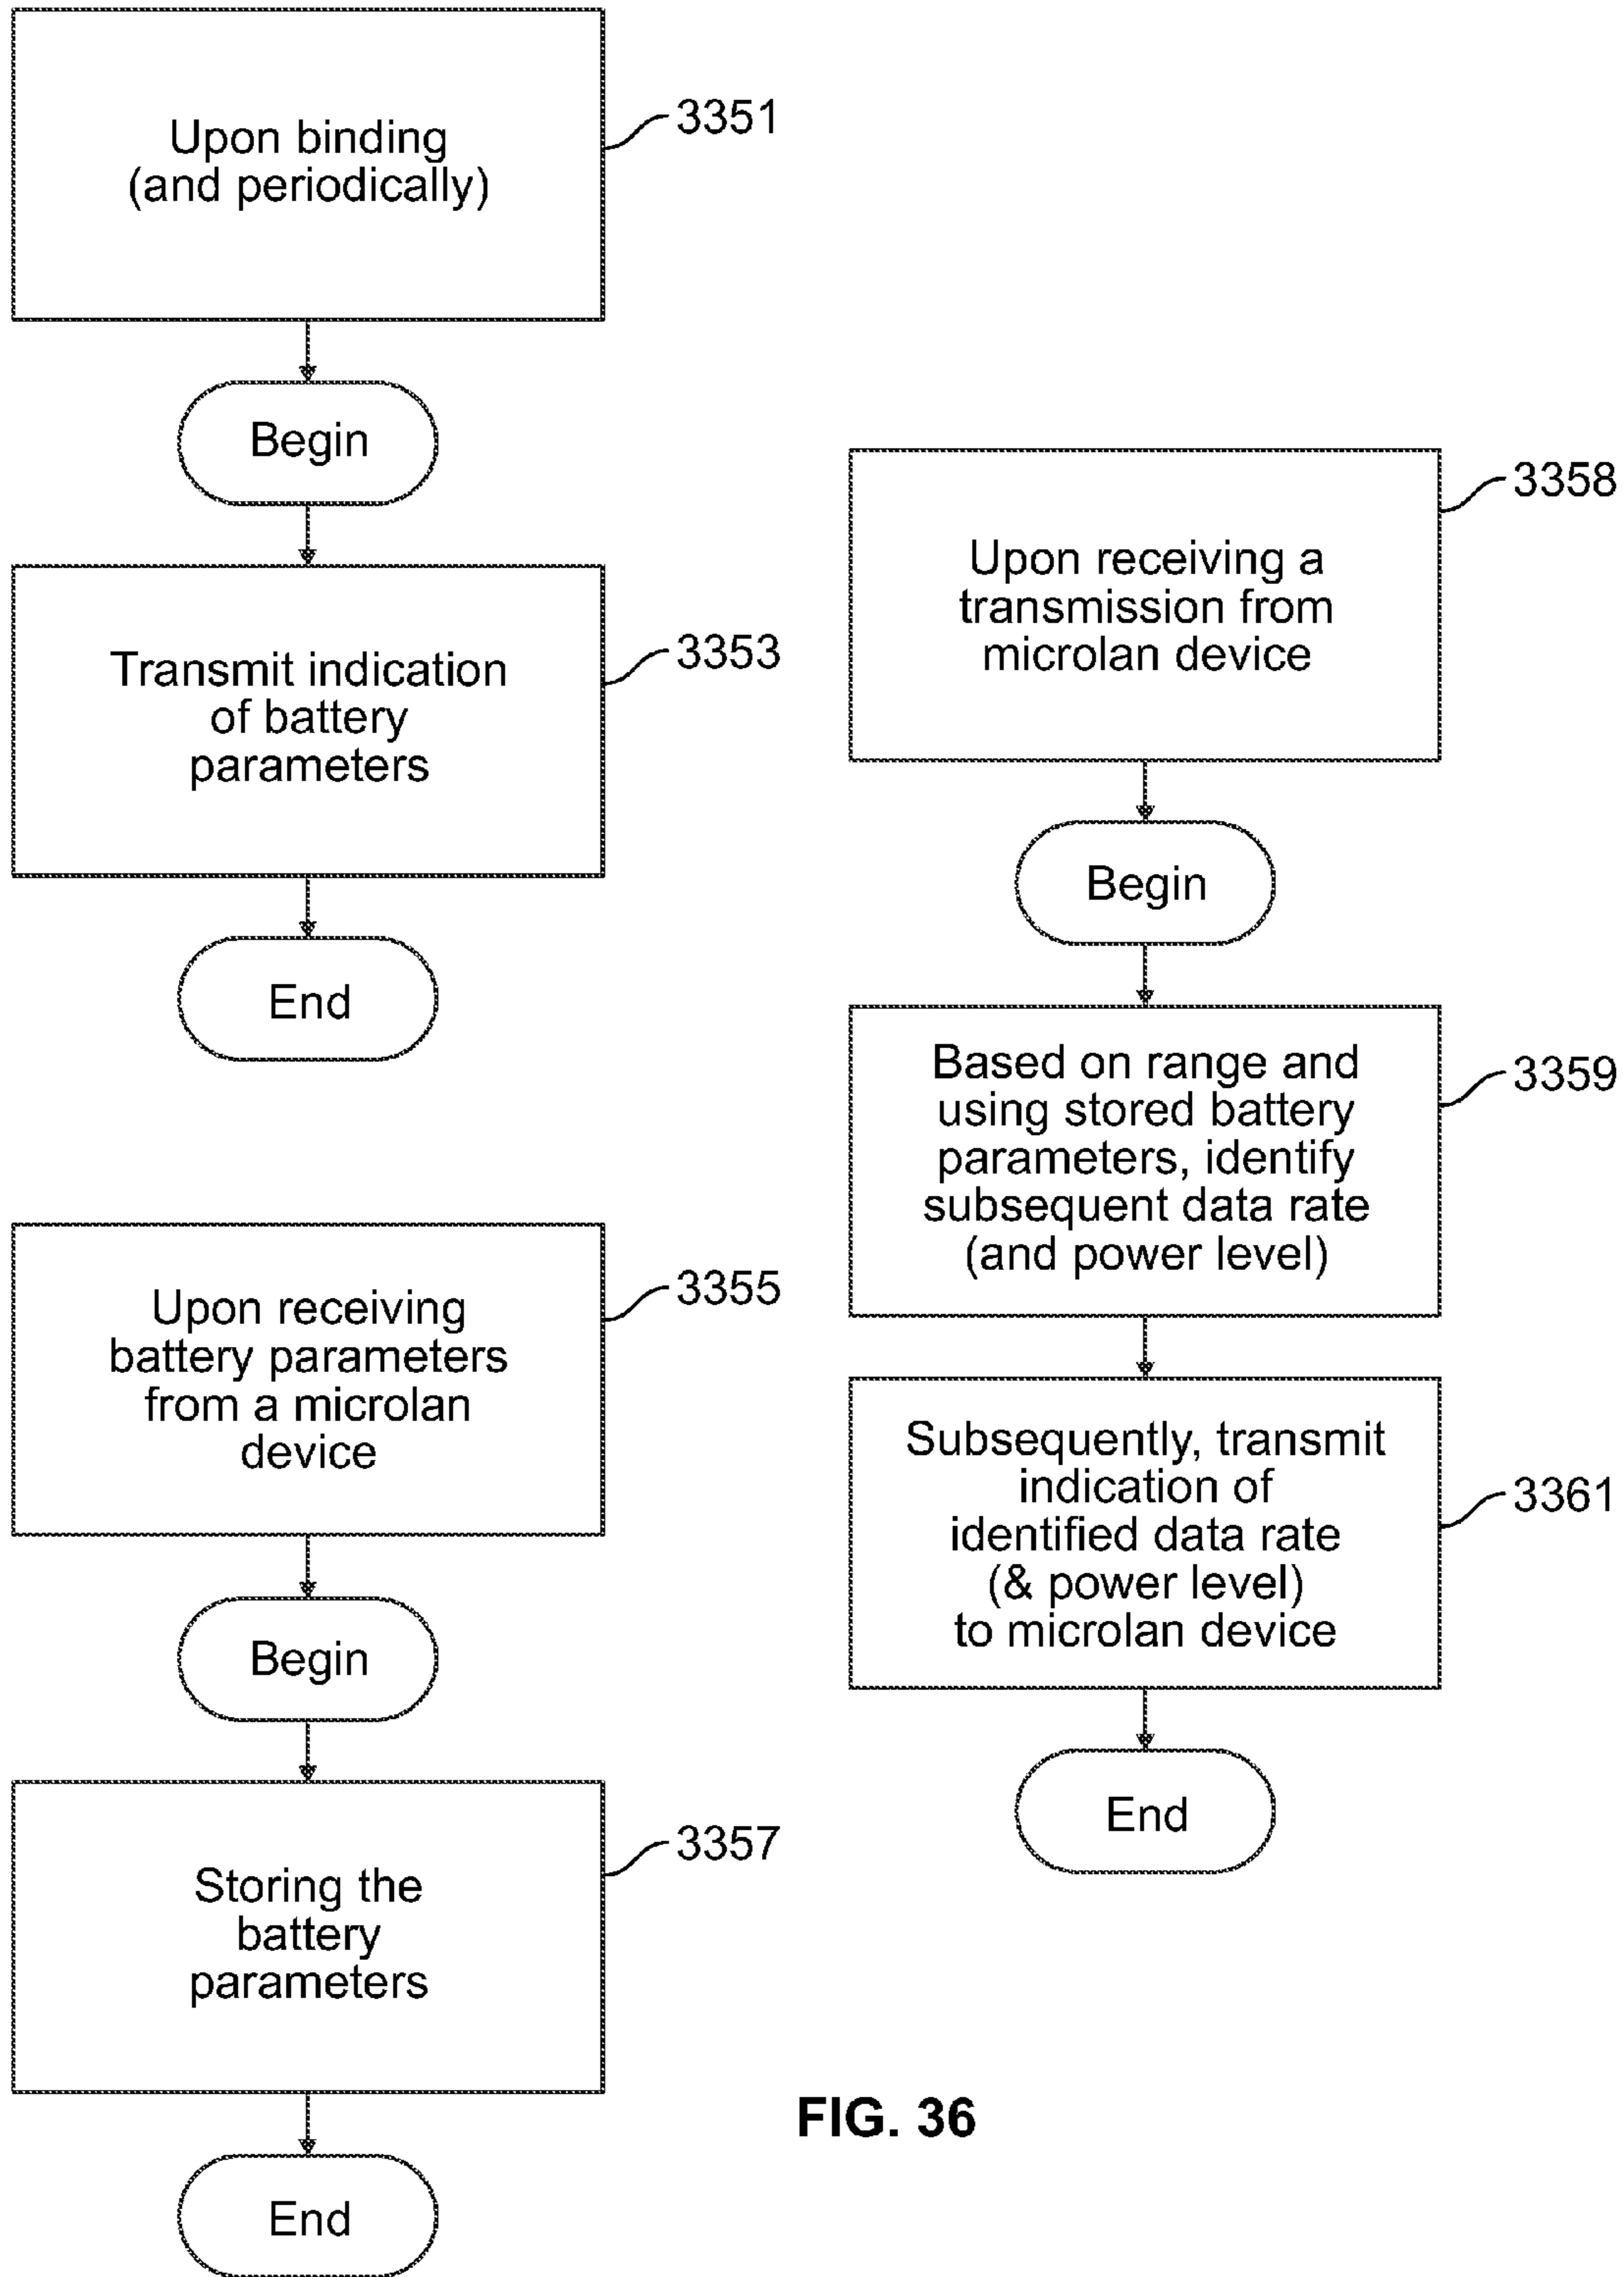 Upon binding
(and periodically)
3351
Begin
Transmit indication
of battery
parameters
3353
End
Upon receiving
battery parameters
from a microlan
device
3355
Begin
Storing the
battery
parameters
3357
End
Upon receiving a
transmission from
microlan device
3358
Begin
Based on range and
using stored battery
parameters, identify
subsequent data rate
(and power level)
3359
Subsequently, transmit
indication of
identified data rate
(& power level)
to microlan device
3361
End
FIG. 36